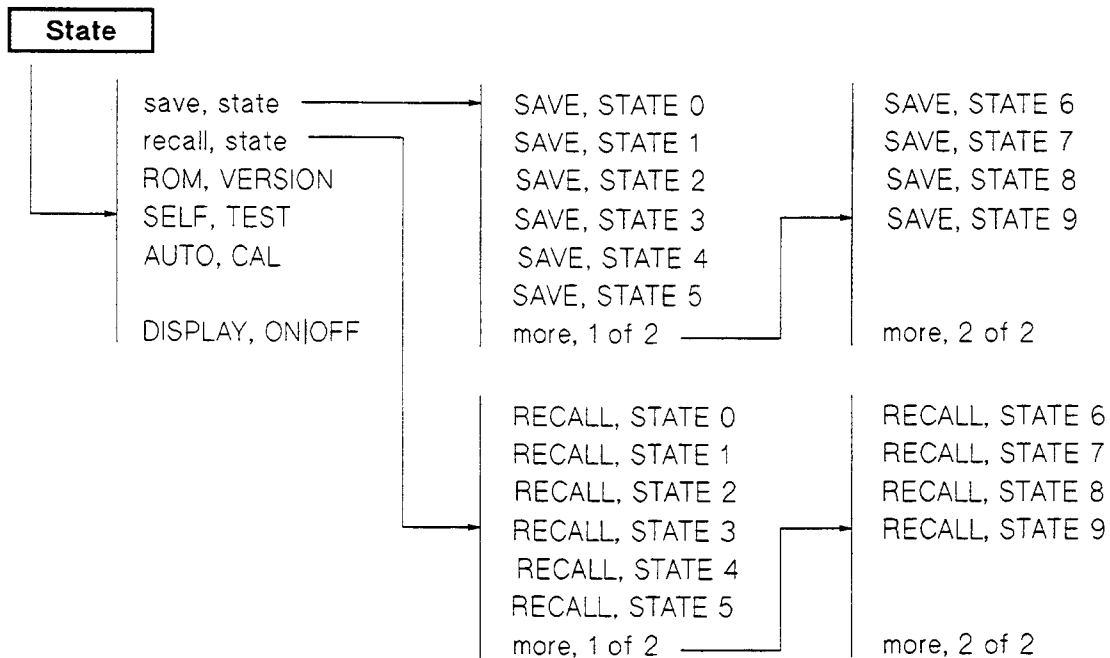 State
save, state
recall, state
ROM, VERSION
SELF, TEST
AUTO, CAL
DISPLAY, ON|OFF
SAVE, STATE 0
SAVE, STATE 1
SAVE, STATE 2
SAVE, STATE 3
SAVE, STATE 4
SAVE, STATE 5
more, 1 of 2
SAVE, STATE 6
SAVE, STATE 7
SAVE, STATE 8
SAVE, STATE 9
more, 2 of 2
RECALL, STATE 0
RECALL, STATE 1
RECALL, STATE 2
RECALL, STATE 3
RECALL, STATE 4
RECALL, STATE 5
more, 1 of 2
RECALL, STATE 6
RECALL, STATE 7
RECALL, STATE 8
RECALL, STATE 9
more, 2 of 2